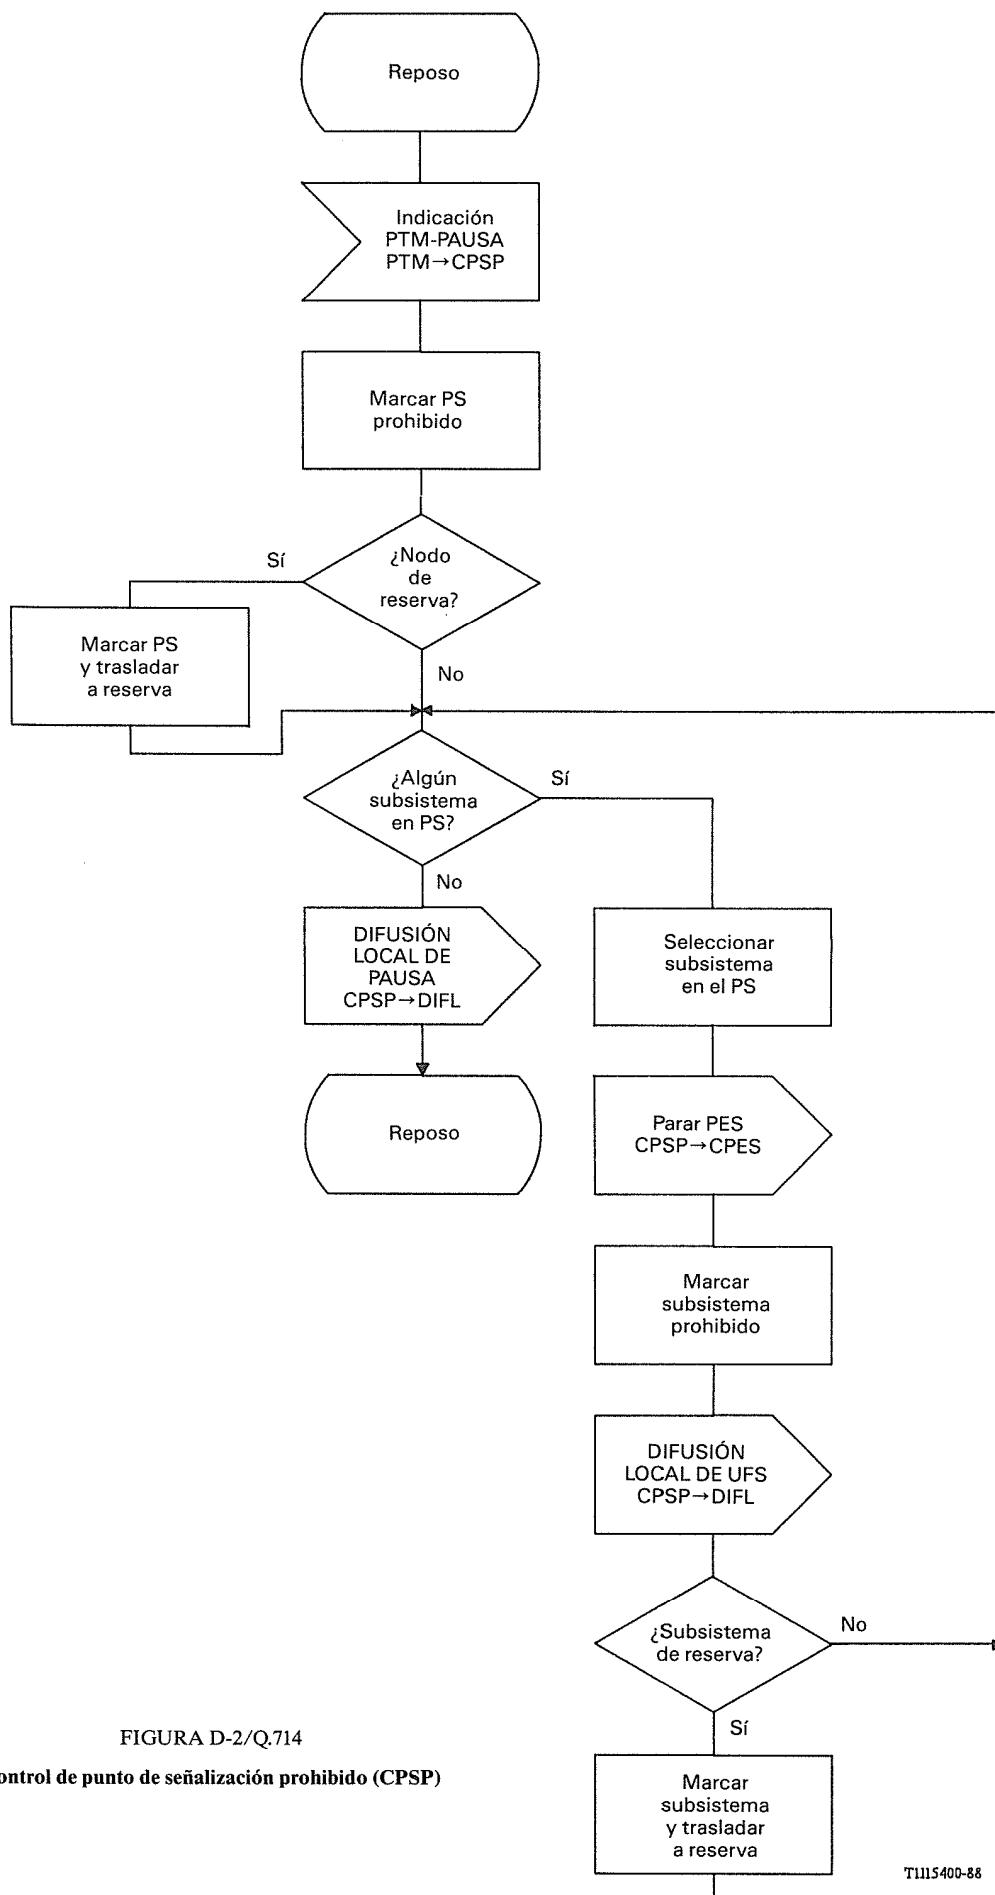 Reposo
Indicación
PTM-PAUSA
PTM→CPSP
Marcar PS
prohibido
¿Nodo
de
reserva?
Sí
Marcar PS
y trasladar
a reserva
No
¿Algún
subsistema
en PS?
Sí
No
DIFUSIÓN
LOCAL DE
PAUSA
CPSP→DIFL
Reposo
Seleccionar
subsistema
en el PS
Parar PES
CPSP→CPES
Marcar
subsistema
prohibido
DIFUSIÓN
LOCAL DE UFS
CPSP→DIFL
¿Subsistema
de reserva?
No
Sí
Marcar
subsistema
y trasladar
a reserva
FIGURA D-2/Q.714
ontrol de punto de señalización prohibido (CPSP)
T1115400-88